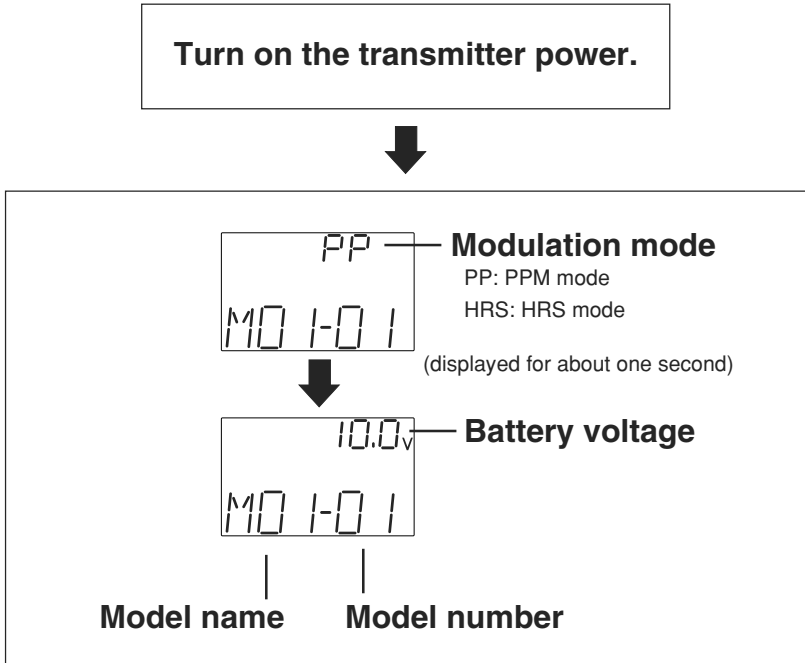 Turn on the transmitter power.
PP
Modulation mode
PP: PPM mode
HRS: HRS mode
M01-01
(displayed for about one second)
10.0v
Battery voltage
M01-01
Model name
Model number